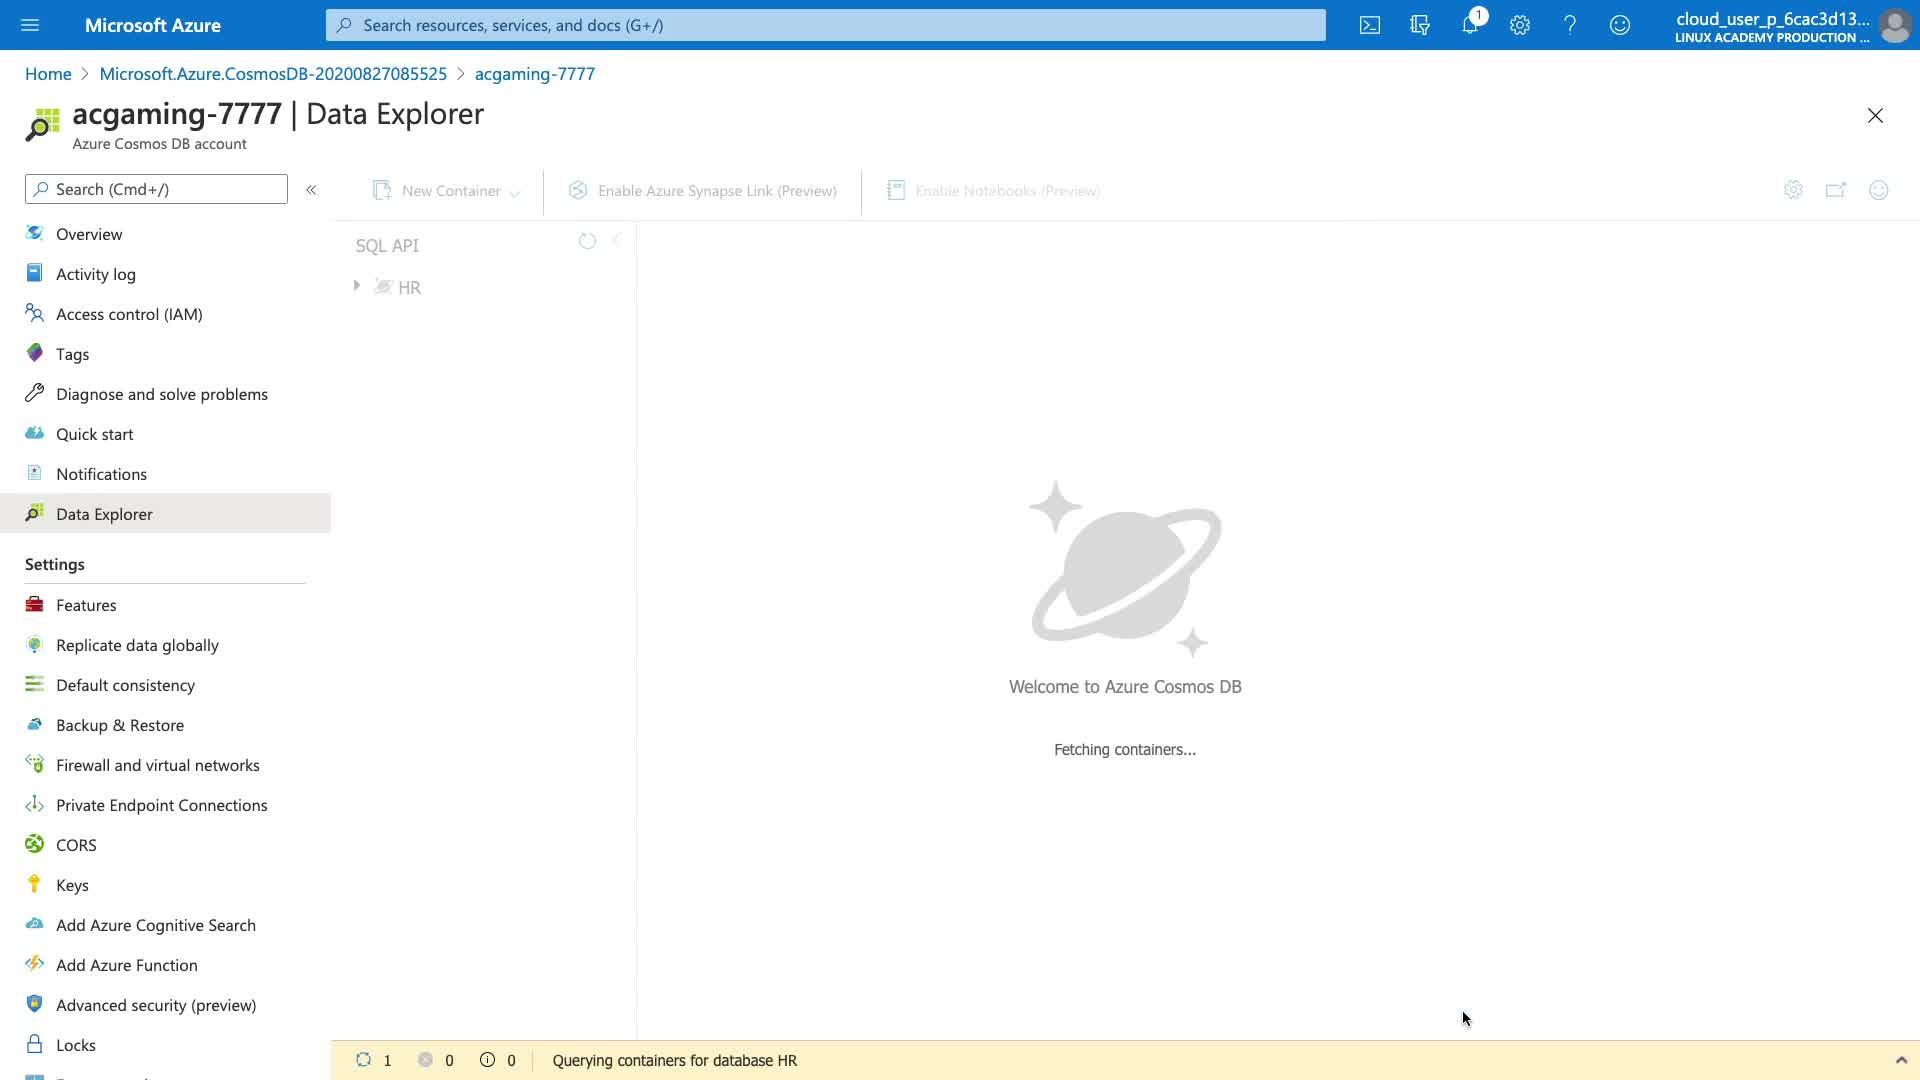 Microsoft Azure
Search resources, services, and docs (G+/)
1
cloud_user_p_6cac3d13...
LINUX ACADEMY PRODUCTION ...
Home > Microsoft.Azure.CosmosDB-20200827085525 > acgaming-7777
acgaming-7777 | Data Explorer
Azure Cosmos DB account
Search (Cmd+/)
«
New Container
Enable Azure Synapse Link (Preview)
Enable Notebooks (Preview)
Overview
Activity log
Access control (IAM)
Tags
Diagnose and solve problems
Quick start
Notifications
Data Explorer
Settings
Features
Replicate data globally
Default consistency
Backup & Restore
Firewall and virtual networks
Private Endpoint Connections
CORS
Keys
Add Azure Cognitive Search
Add Azure Function
Advanced security (preview)
Locks
SQL API
HR
Welcome to Azure Cosmos DB
Fetching containers...
1 0 0 Querying containers for database HR